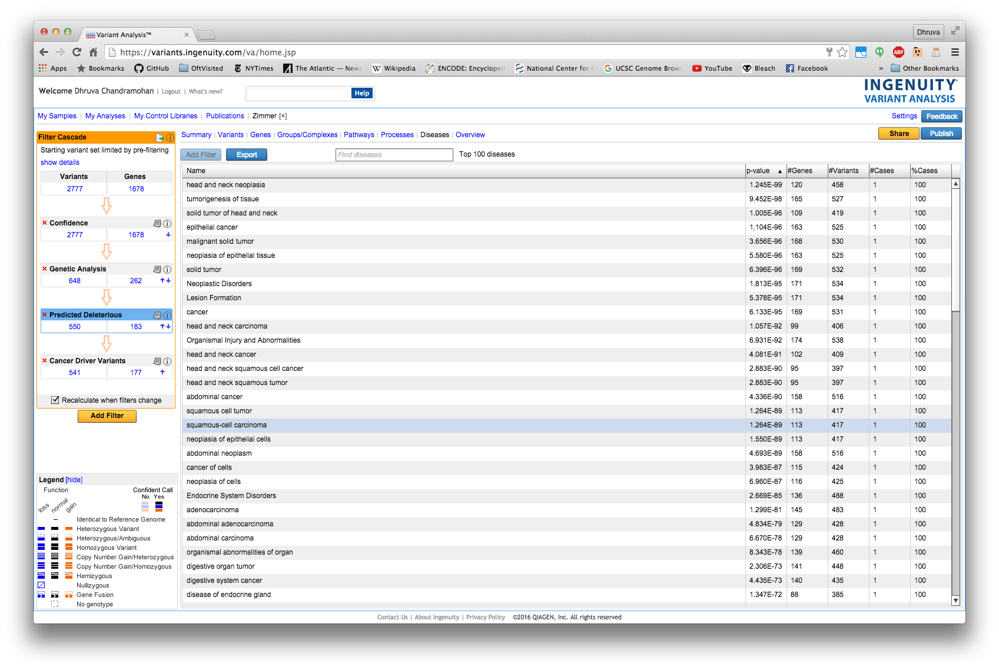 Variant Analysis™
Dhruva
https://variants.ingenuity.com/va/home.jsp
Apps Bookmarks GitHub OftVisited NYTimes The Atlantic — News Wikipedia ENCODE: Encycloped National Center for UCSC Genome Brows YouTube Bleach Facebook » Other Bookmarks
Welcome Dhruva Chandramohan | Logout | What's new? Help
INGENUITY
VARIANT ANALYSIS
My Samples | My Analyses | My Control Libraries | Publications | Zimmer [×] Settings Feedback
Filter Cascade
Summary | Variants | Genes | Groups/Complexes | Pathways | Processes | Diseases | Overview Share Publish
Starting variant set limited by pre-filtering
show details
Variants Genes
2777 1678
Confidence
2777 1678
Genetic Analysis
648 262
Predicted Deleterious
550 183
Cancer Driver Variants
541 177
Recalculate when filters change
Add Filter
Legend [hide]
Function Confident Call
No Yes
loss normal gain
Identical to Reference Genome
Heterozygous Variant
Heterozygous/Ambiguous
Homozygous Variant
Copy Number Gain/Heterozygous
Copy Number Gain/Homozygous
Hemizygous
Nullizygous
Gene Fusion
No genotype
Add Filter Export Find diseases Top 100 diseases
Name p-value ▲ #Genes #Variants #Cases %Cases
head and neck neoplasia 1.245E-99 120 458 1 100
tumorigenesis of tissue 9.452E-98 165 527 1 100
solid tumor of head and neck 1.005E-96 109 419 1 100
epithelial cancer 1.104E-96 163 525 1 100
malignant solid tumor 3.656E-96 168 530 1 100
neoplasia of epithelial tissue 5.580E-96 163 525 1 100
solid tumor 6.396E-96 169 532 1 100
Neoplastic Disorders 1.813E-95 171 534 1 100
Lesion Formation 5.378E-95 171 534 1 100
cancer 6.133E-95 169 531 1 100
head and neck carcinoma 1.057E-92 99 406 1 100
Organismal Injury and Abnormalities 6.931E-92 174 538 1 100
head and neck cancer 4.081E-91 102 409 1 100
head and neck squamous cell cancer 2.883E-90 95 397 1 100
head and neck squamous tumor 2.883E-90 95 397 1 100
abdominal cancer 4.336E-90 158 516 1 100
squamous cell tumor 1.264E-89 113 417 1 100
squamous-cell carcinoma 1.264E-89 113 417 1 100
neoplasia of epithelial cells 1.550E-89 113 417 1 100
abdominal neoplasm 4.693E-89 158 516 1 100
cancer of cells 3.983E-87 115 424 1 100
neoplasia of cells 6.960E-87 116 425 1 100
Endocrine System Disorders 2.669E-85 136 488 1 100
adenocarcinoma 1.299E-81 145 483 1 100
abdominal adenocarcinoma 4.834E-79 129 428 1 100
abdominal carcinoma 6.670E-78 129 428 1 100
organismal abnormalities of organ 8.343E-78 139 460 1 100
digestive organ tumor 2.306E-73 141 448 1 100
digestive system cancer 4.435E-73 140 435 1 100
disease of endocrine gland 1.347E-72 88 385 1 100
Contact Us | About Ingenuity | Privacy Policy ©2016 QIAGEN, Inc. All rights reserved